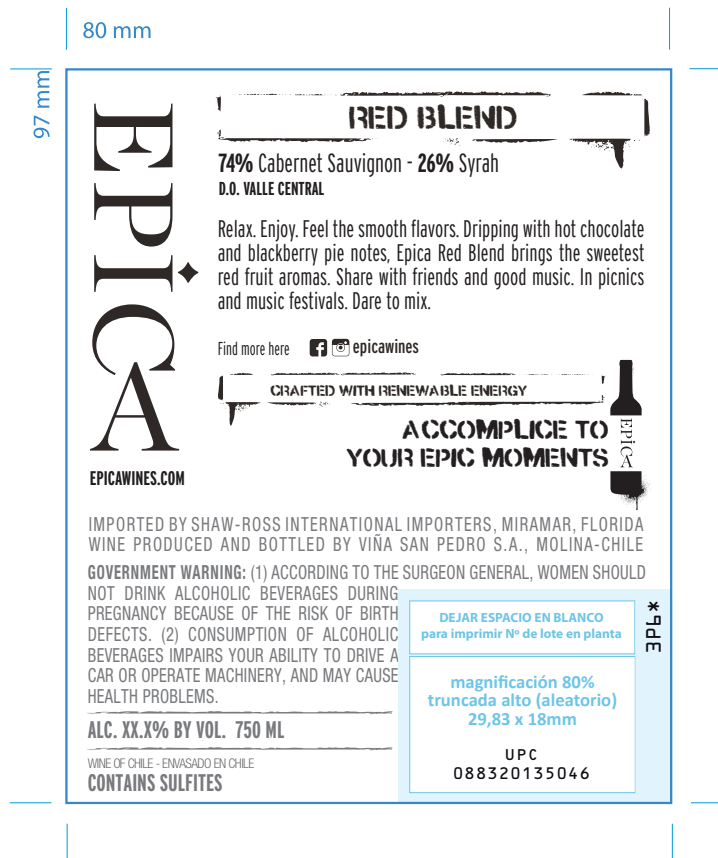 80 mm
97 mm
EPICA
EPICAWINES.COM
RED BLEND
74% Cabernet Sauvignon - 26% Syrah
D.O. VALLE CENTRAL
Relax. Enjoy. Feel the smooth flavors. Dripping with hot chocolate
and blackberry pie notes, Epica Red Blend brings the sweetest
red fruit aromas. Share with friends and good music. In picnics
and music festivals. Dare to mix.
Find more here epicawines
CRAFTED WITH RENEWABLE ENERGY
ACCOMPLICE TO
YOUR EPIC MOMENTS
EPiCA
IMPORTED BY SHAW-ROSS INTERNATIONAL IMPORTERS, MIRAMAR, FLORIDA
WINE PRODUCED AND BOTTLED BY VIÑA SAN PEDRO S.A., MOLINA-CHILE
GOVERNMENT WARNING: (1) ACCORDING TO THE SURGEON GENERAL, WOMEN SHOULD
NOT DRINK ALCOHOLIC BEVERAGES DURING
PREGNANCY BECAUSE OF THE RISK OF BIRTH
DEFECTS. (2) CONSUMPTION OF ALCOHOLIC
BEVERAGES IMPAIRS YOUR ABILITY TO DRIVE A
CAR OR OPERATE MACHINERY, AND MAY CAUSE
HEALTH PROBLEMS.
ALC. XX.X% BY VOL. 750 ML
WINE OF CHILE - ENVASADO EN CHILE
CONTAINS SULFITES
DEJAR ESPACIO EN BLANCO
para imprimir Nº de lote en planta
3P6*
magnificación 80%
truncada alto (aleatorio)
29,83 x 18mm
UPC
088320135046